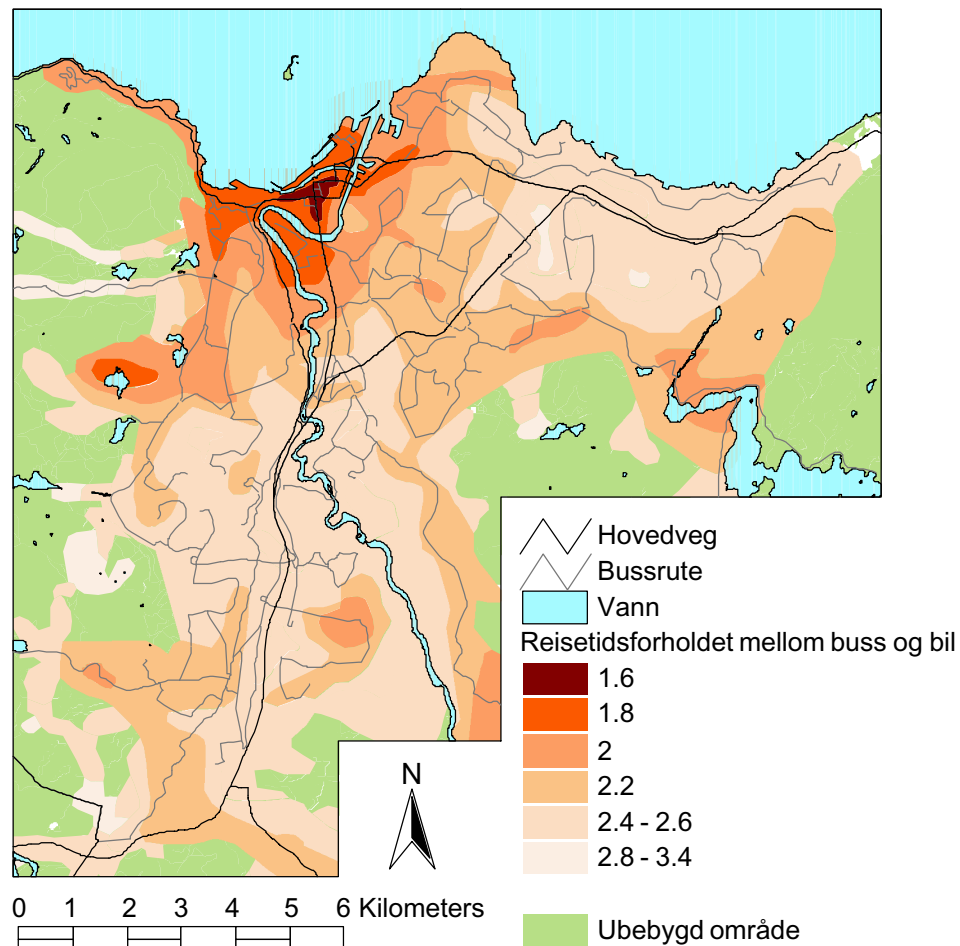 Hovedveg
Bussrute
Vann
Reisetidsforholdet mellom buss og bil
1.6
1.8
2
2.2
2.4 - 2.6
2.8 - 3.4
N
0 1 2 3 4 5 6 Kilometers
Ubebygd område